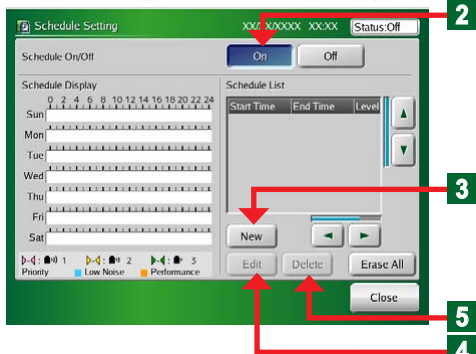 Schedule Setting XX/XX/XXXX XX:XX Status:Off
2
Schedule On/Off On Off
Schedule Display Schedule List
0 2 4 6 8 10 12 14 16 18 20 22 24
Start Time End Time Level
Sun
Mon
Tue
Wed
Thu
Fri
Sat
3
New
1 2 3
Priority Low Noise Performance
Edit Delete Erase All
Close
5
4